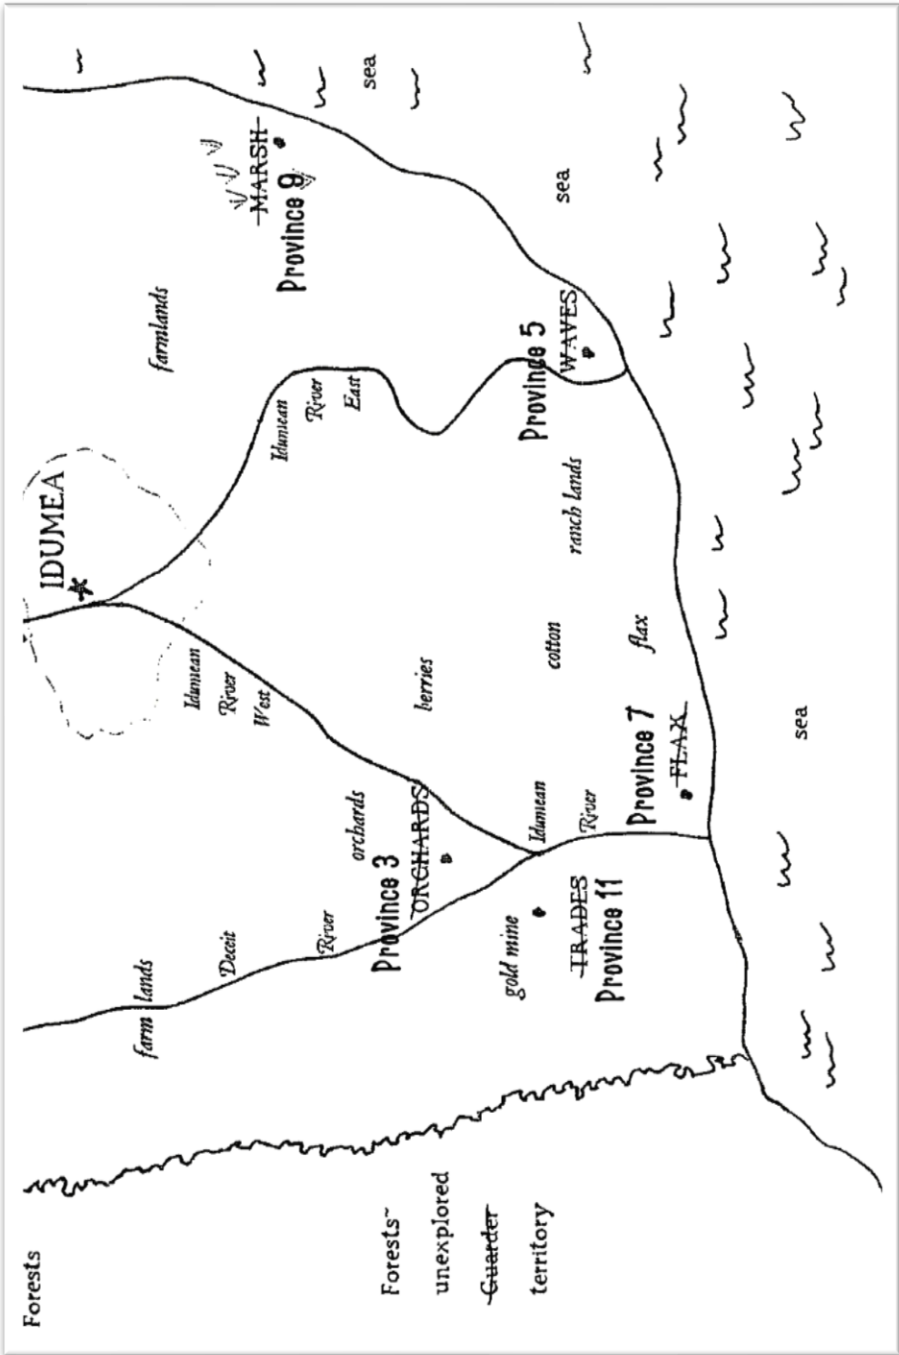 Forests
farm lands
IDUMEA
farmlands
sea
Deceit
River
Idumean
River
West
Idumean
River
East
MARSH
Province 9
Forests~
unexplored
Guarder
territory
orchards
Province 3
ORCHARDS
berries
sea
gold mine
TRADES
Province 11
Idumean
River
cotton
ranch lands
Province 5
WAVES
flax
Province 7
FLAX
sea